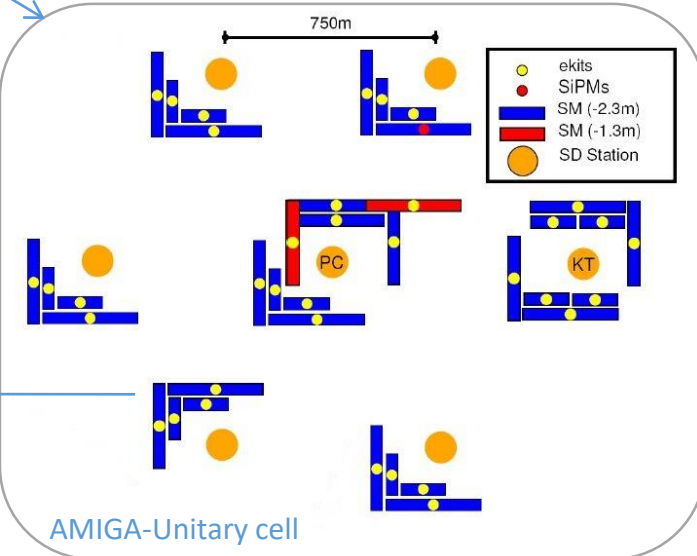 750m
ekits
SiPMs
SM (-2.3m)
SM (-1.3m)
SD Station
PC
KT
AMIGA-Unitary cell